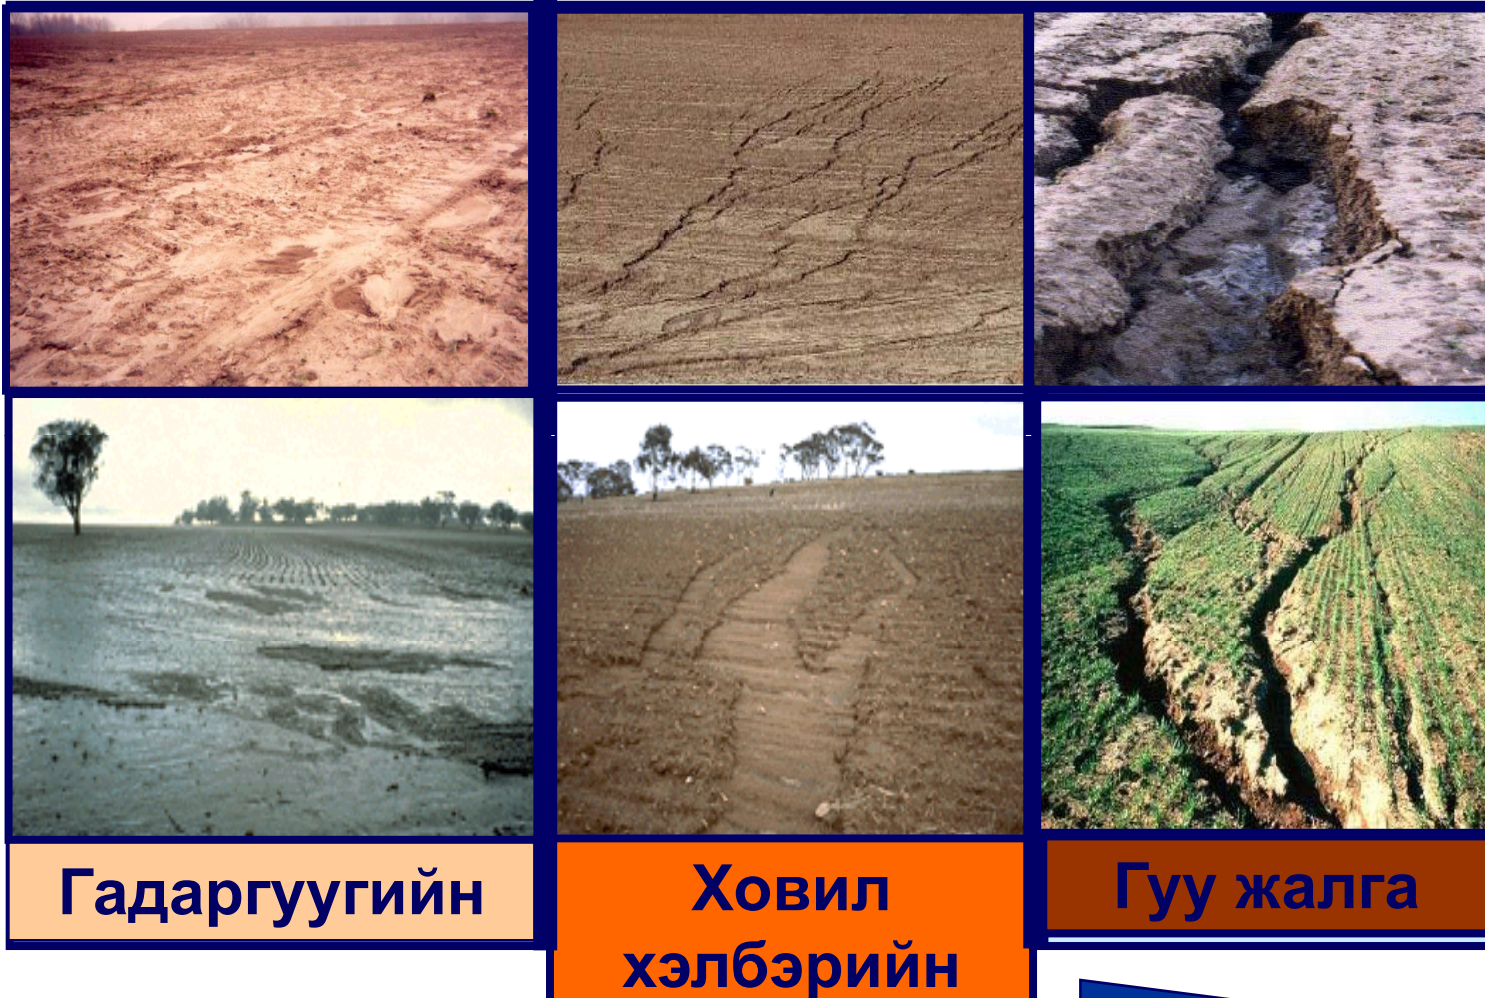 Гадаргуугийн
Ховил
хэлбэрийн
Гуу жалга